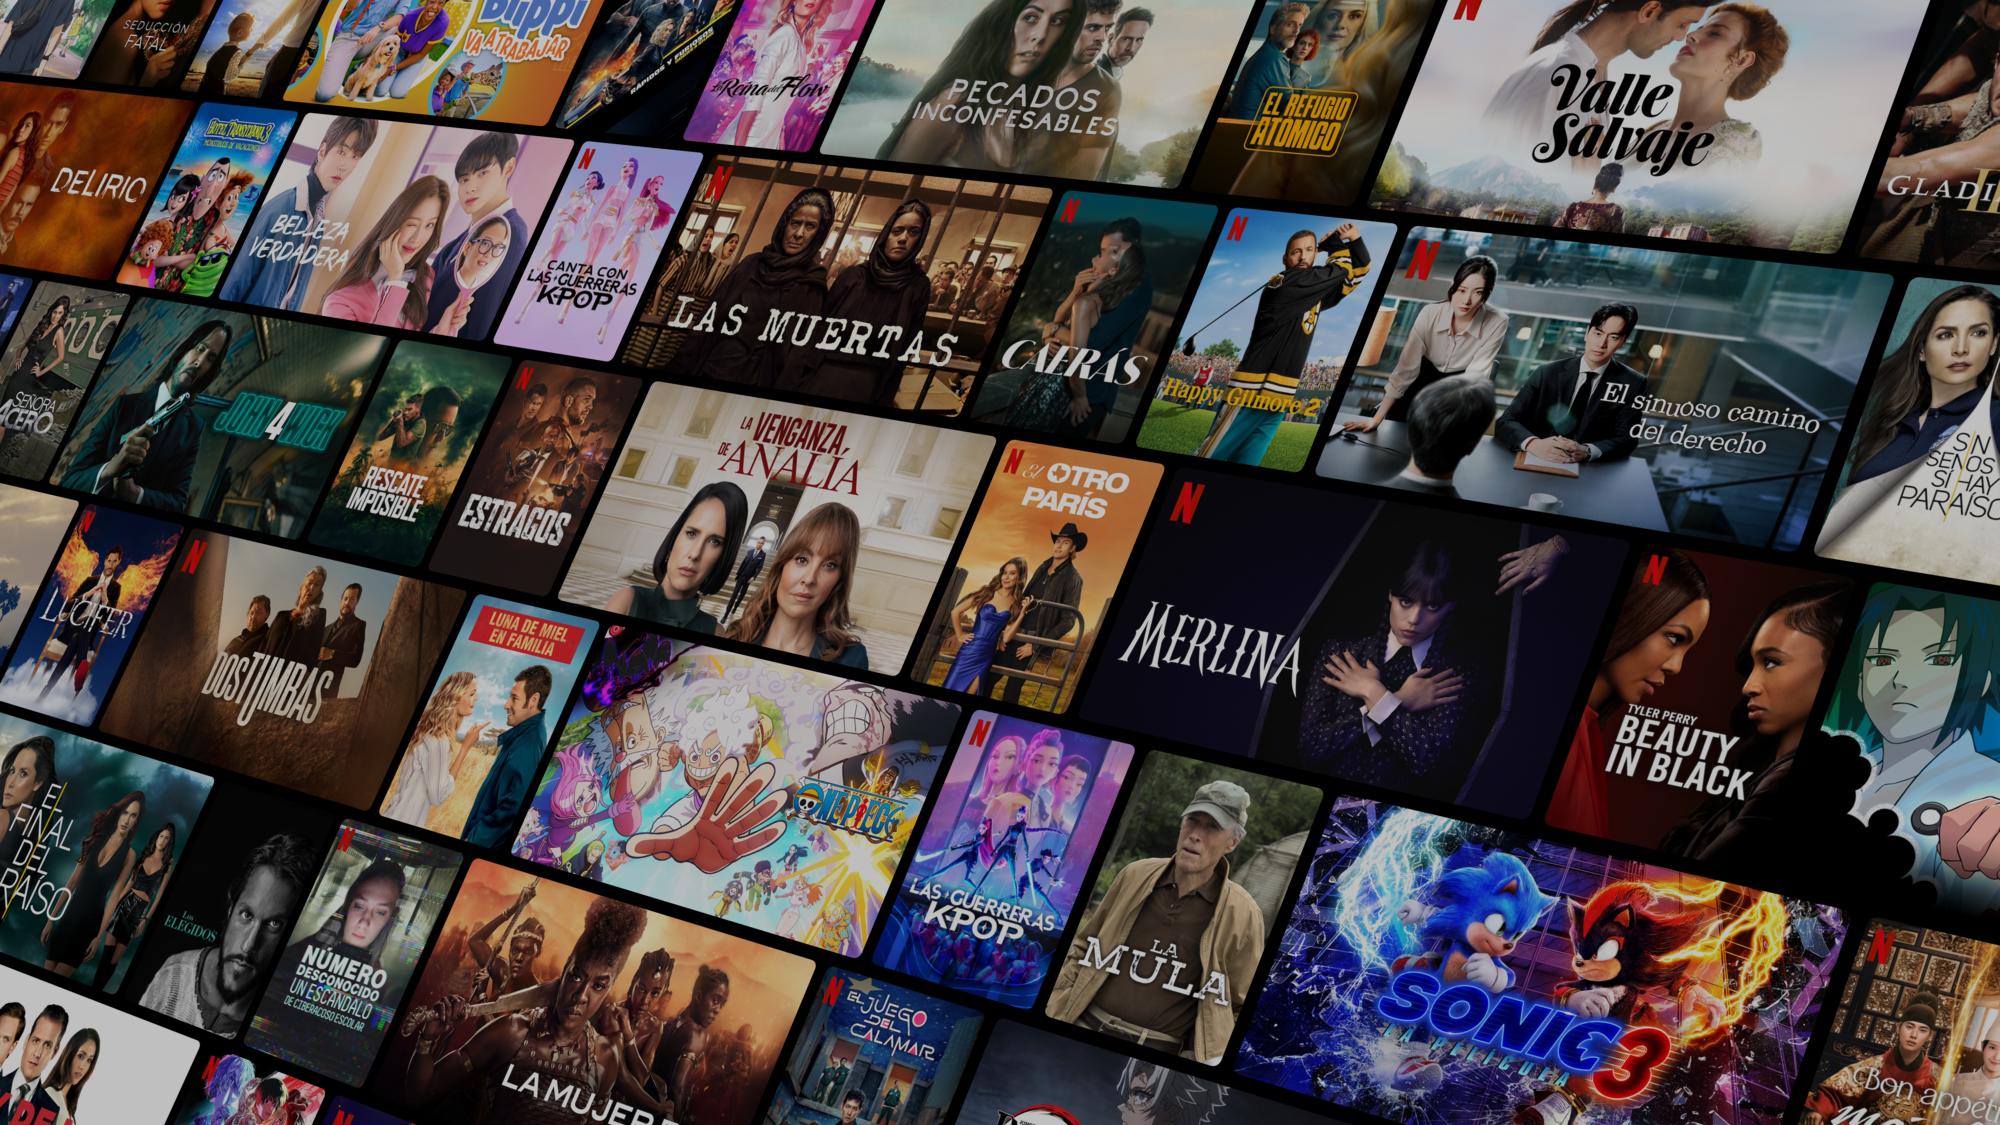 SEDUCCIÓN
FATAL
blippi
VA A TRABAJAR
RÁPIDOS Y FURIOSOS
La Reina del Flow
PECADOS
INCONFESABLES
EL REFUGIO
ATÓMICO
Valle
Salvaje
GLADI
II
DELIRIO
HOTEL TRANSYLVANIA 3
MONSTRUOS DE VACACIONES
BELLEZA
VERDADERA
CANTA CON
LAS GUERRERAS
K-POP
LAS MUERTAS
CAERÁS
Happy Gilmore 2
El sinuoso camino
del derecho
SIN
SENOS
SÍ HAY
PARAÍSO
SEÑORA
ACERO
JOHN WICK
4
RESCATE
IMPOSIBLE
ESTRAGOS
LA
VENGANZA
DE
ANALÍA
El OTRO
PARÍS
MERLINA
TYLER PERRY
BEAUTY
IN BLACK
LUCIFER
DOS TUMBAS
LUNA DE MIEL
EN FAMILIA
ONE PIECE
LAS GUERRERAS
K-POP
LA
MULA
SONIC 3
LA PELÍCULA
EL
FINAL
DEL
RAÍSO
Los
ELEGIDOS
NÚMERO
DESCONOCIDO
UN ESCÁNDALO
DE CIBERACOSO ESCOLAR
LA MUJER
EL JUEGO
DEL
CALAMAR
Bon appéti